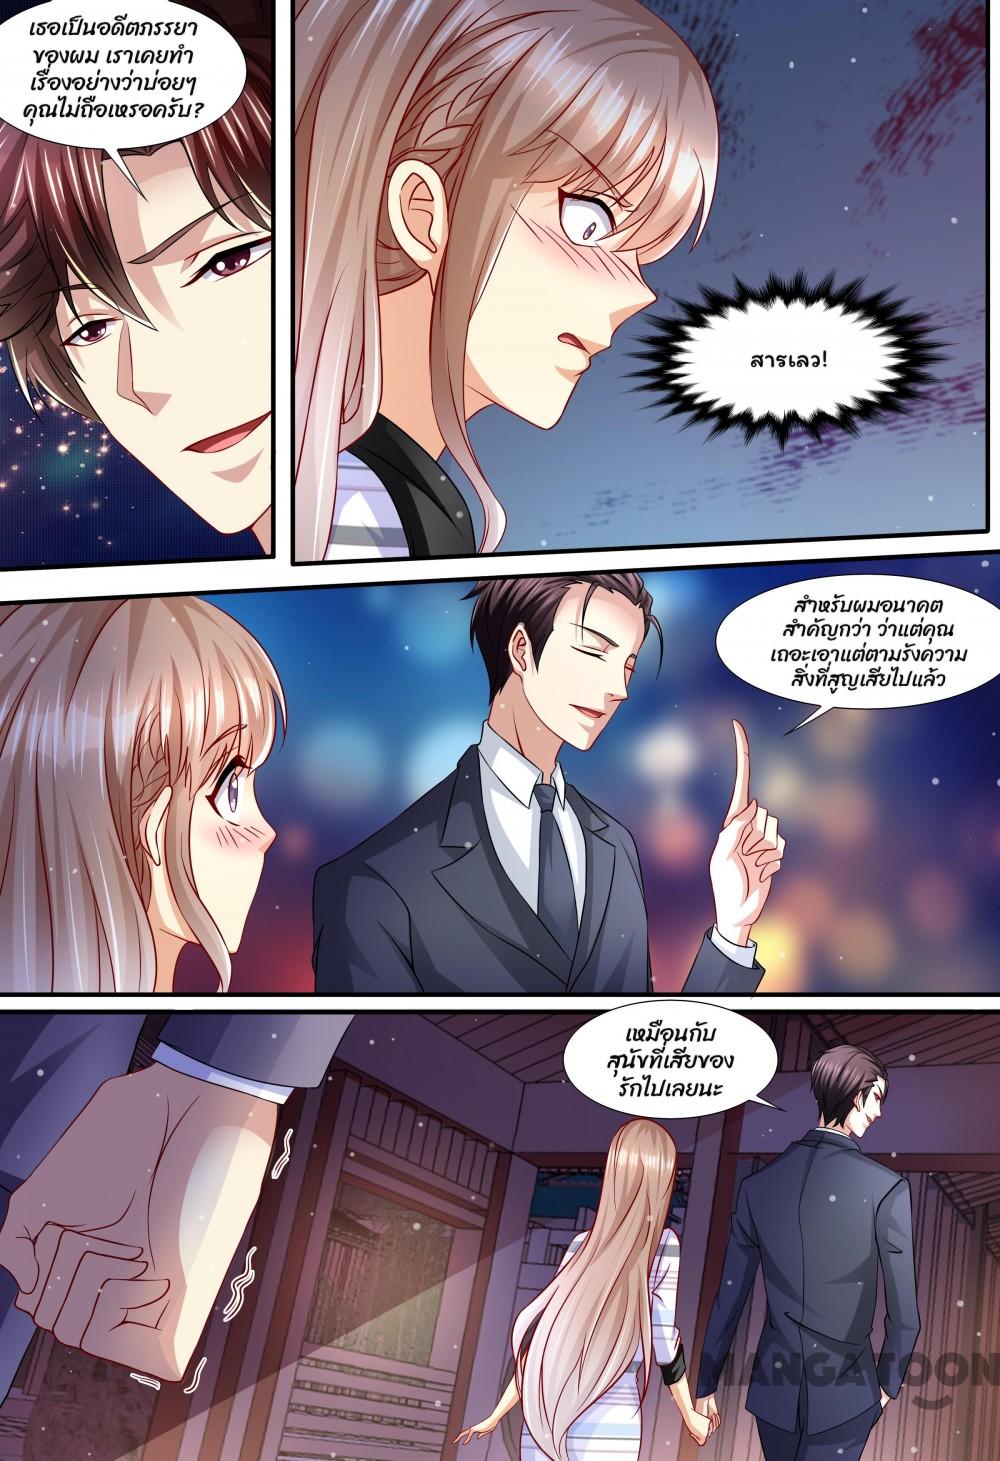 เธอเป็นอดีตภรรยา
ของผม เราเคยทำ
เรื่องอย่างว่าบ่อยๆ
คุณไม่ถือเหรอครับ?
สารเลว!
สำหรับผมอนาคต
สำคัญกว่า ว่าแต่คุณ
เถอะเอาแต่ตามรังความ
สิ่งที่สูญเสียไปแล้ว
เหมือนกับ
สุนัขที่เสียของ
รักไปเลยนะ
MANGATOON